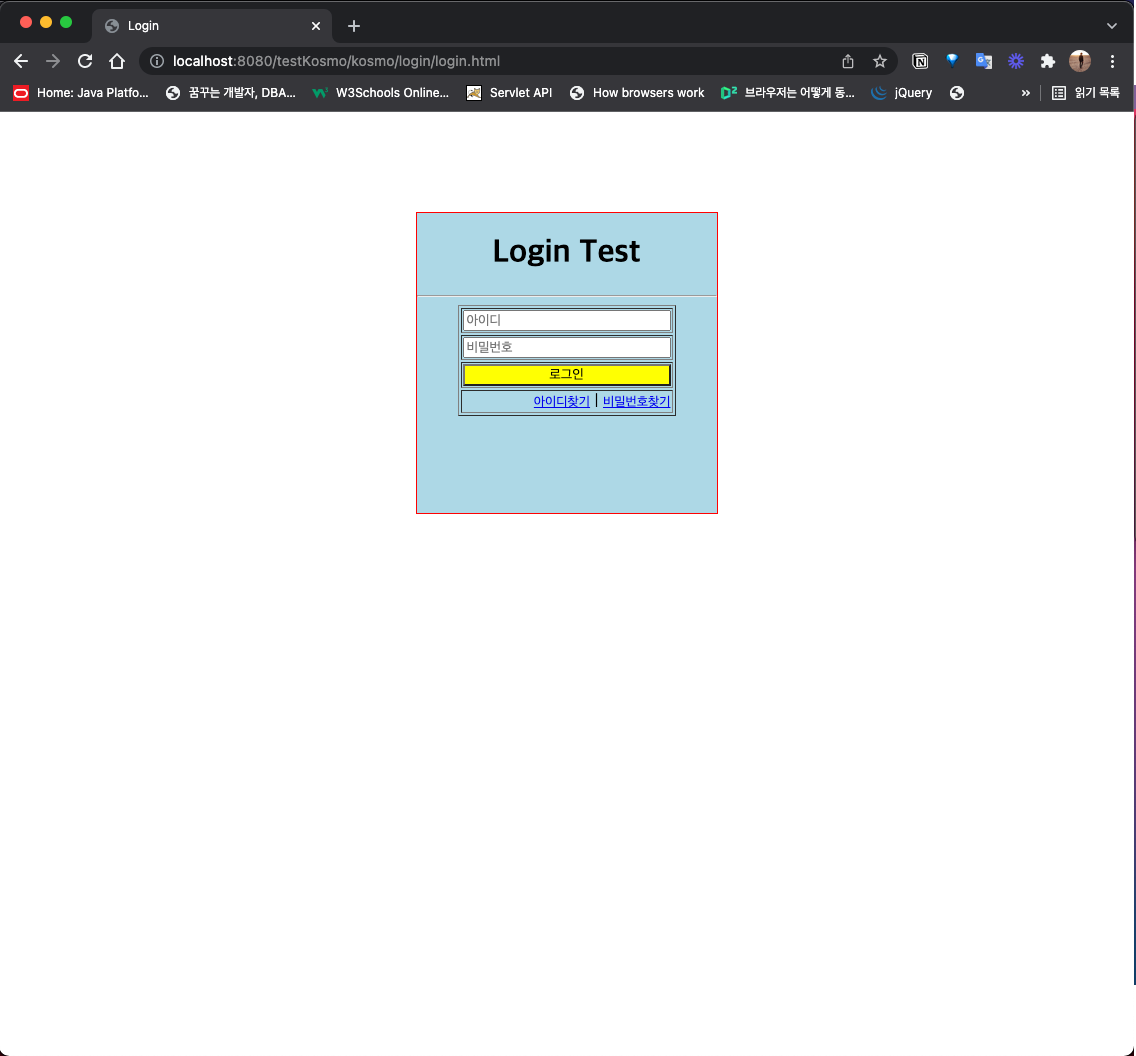 Login
localhost:8080/testKosmo/kosmo/login/login.html
Home: Java Platfo... 꿈꾸는 개발자, DBA... W3Schools Online... Servlet API How browsers work D2 브라우저는 어떻게 동... jQuery » 읽기 목록
Login Test
아이디
비밀번호
로그인
아이디찾기 | 비밀번호찾기